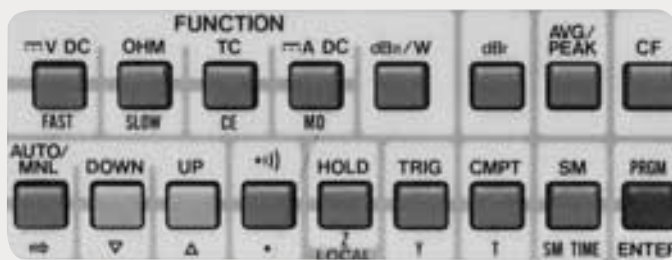 FUNCTION
V DC OHM TC A DC dBm/W dBr AVG/PEAK CF
FAST SLOW CE MΩ
AUTO/MNL DOWN UP HOLD TRIG CMPT SM PRGM
Z Y T SM TIME ENTER
LOCAL